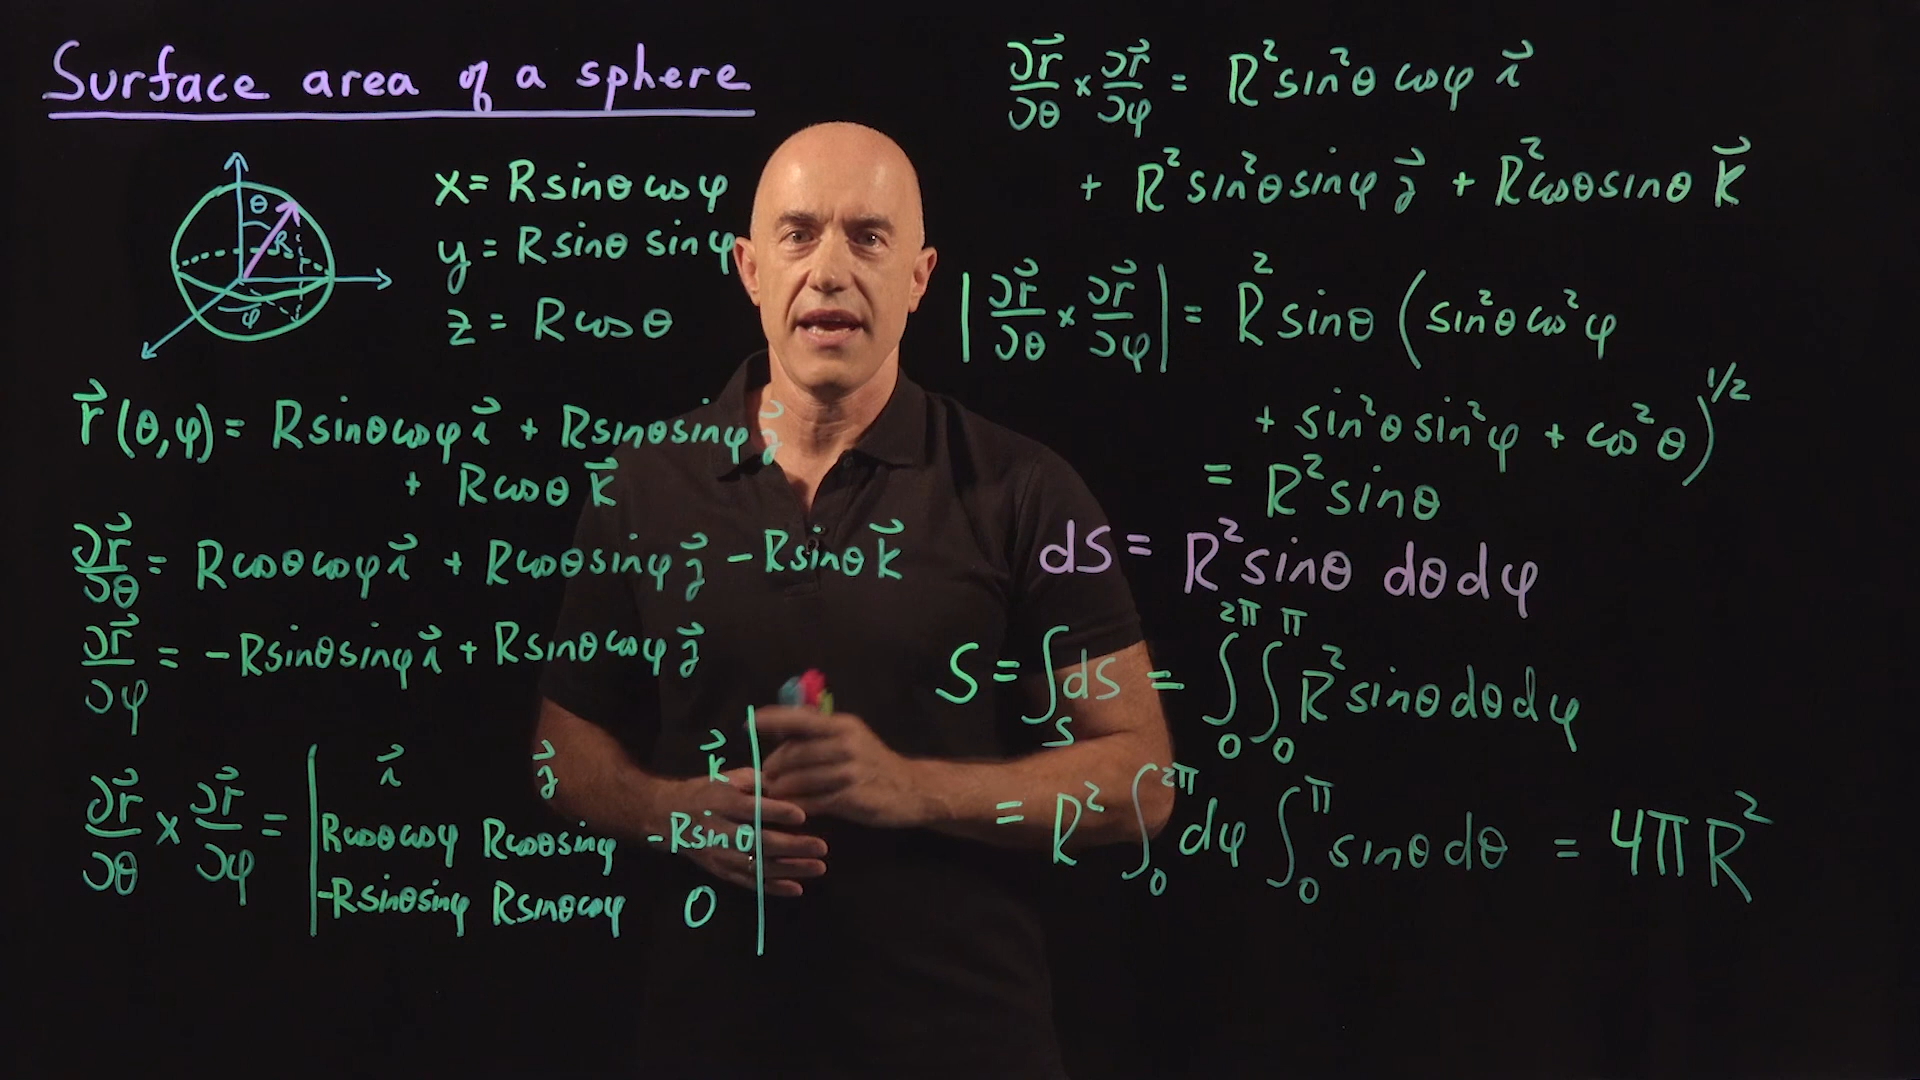 Surface area of a sphere
θ
R
φ
x = R sinθ cosφ
y = R sinθ sinφ
z = R cosθ
r⃗ (θ,φ) = R sinθ cosφ i⃗ + R sinθ sinφ j⃗
+ R cosθ k⃗
∂r⃗/∂θ = R cosθ cosφ i⃗ + R cosθ sinφ j⃗ - R sinθ k⃗
∂r⃗/∂φ = -R sinθ sinφ i⃗ + R sinθ cosφ j⃗
∂r⃗/∂θ × ∂r⃗/∂φ = | i⃗ j⃗ k⃗ |
R cosθ cosφ R cosθ sinφ -R sinθ
-R sinθ sinφ R sinθ cosφ 0
∂r⃗/∂θ × ∂r⃗/∂φ = R² sin²θ cosφ i⃗
+ R² sin²θ sinφ j⃗ + R² cosθ sinθ k⃗
|∂r⃗/∂θ × ∂r⃗/∂φ| = R² sinθ (sin²θ cos²φ
+ sin²θ sin²φ + cos²θ)^1/2
= R² sinθ
dS = R² sinθ dθ dφ
S = ∫_S dS = ∫_0^2π ∫_0^π R² sinθ dθ dφ
= R² ∫_0^2π dφ ∫_0^π sinθ dθ = 4πR²